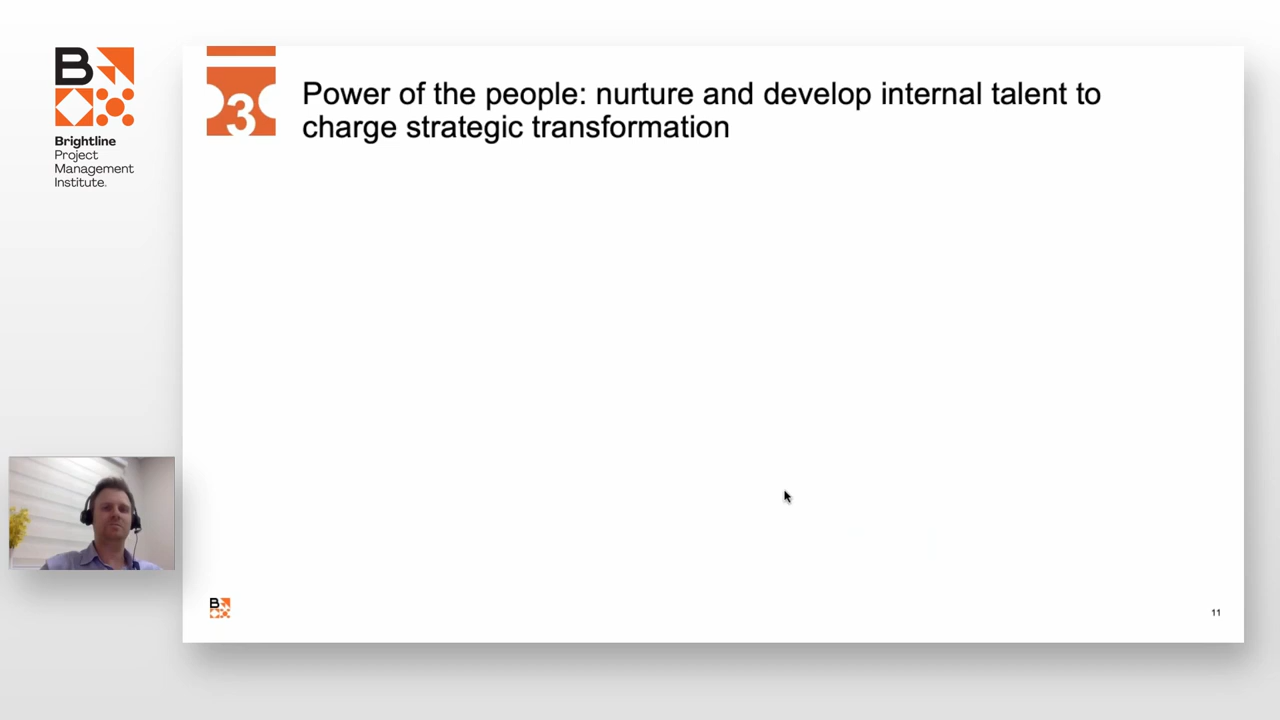 B
Brightline
Project
Management
Institute.
3
Power of the people: nurture and develop internal talent to
charge strategic transformation
B
11